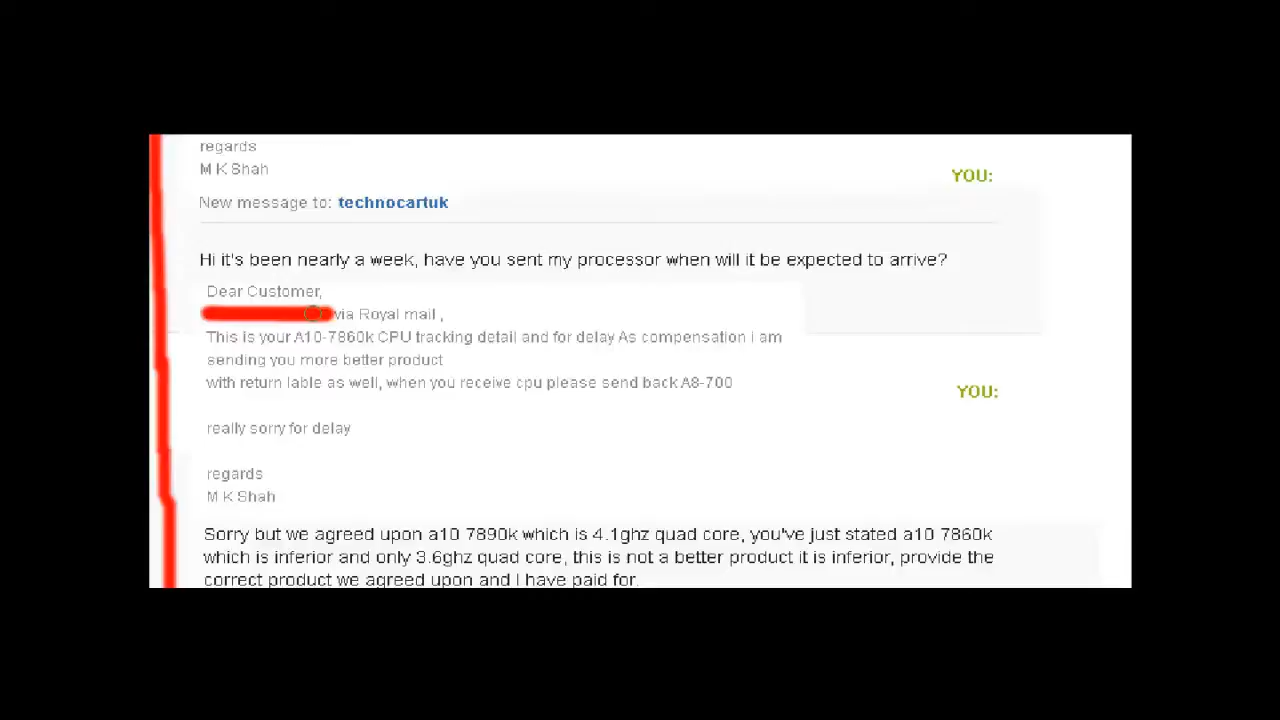 regards
M K Shah
YOU:
New message to: technocartuk
Hi it's been nearly a week, have you sent my processor when will it be expected to arrive?
Dear Customer,
via Royal mail ,
This is your A10-7860k CPU tracking detail and for delay As compensation I am
sending you more better product
with return lable as well, when you receive cpu please send back A8-700
YOU:
really sorry for delay
regards
M K Shah
Sorry but we agreed upon a10 7890k which is 4.1ghz quad core, you've just stated a10 7860k
which is inferior and only 3.6ghz quad core, this is not a better product it is inferior, provide the
correct product we agreed upon and I have paid for.